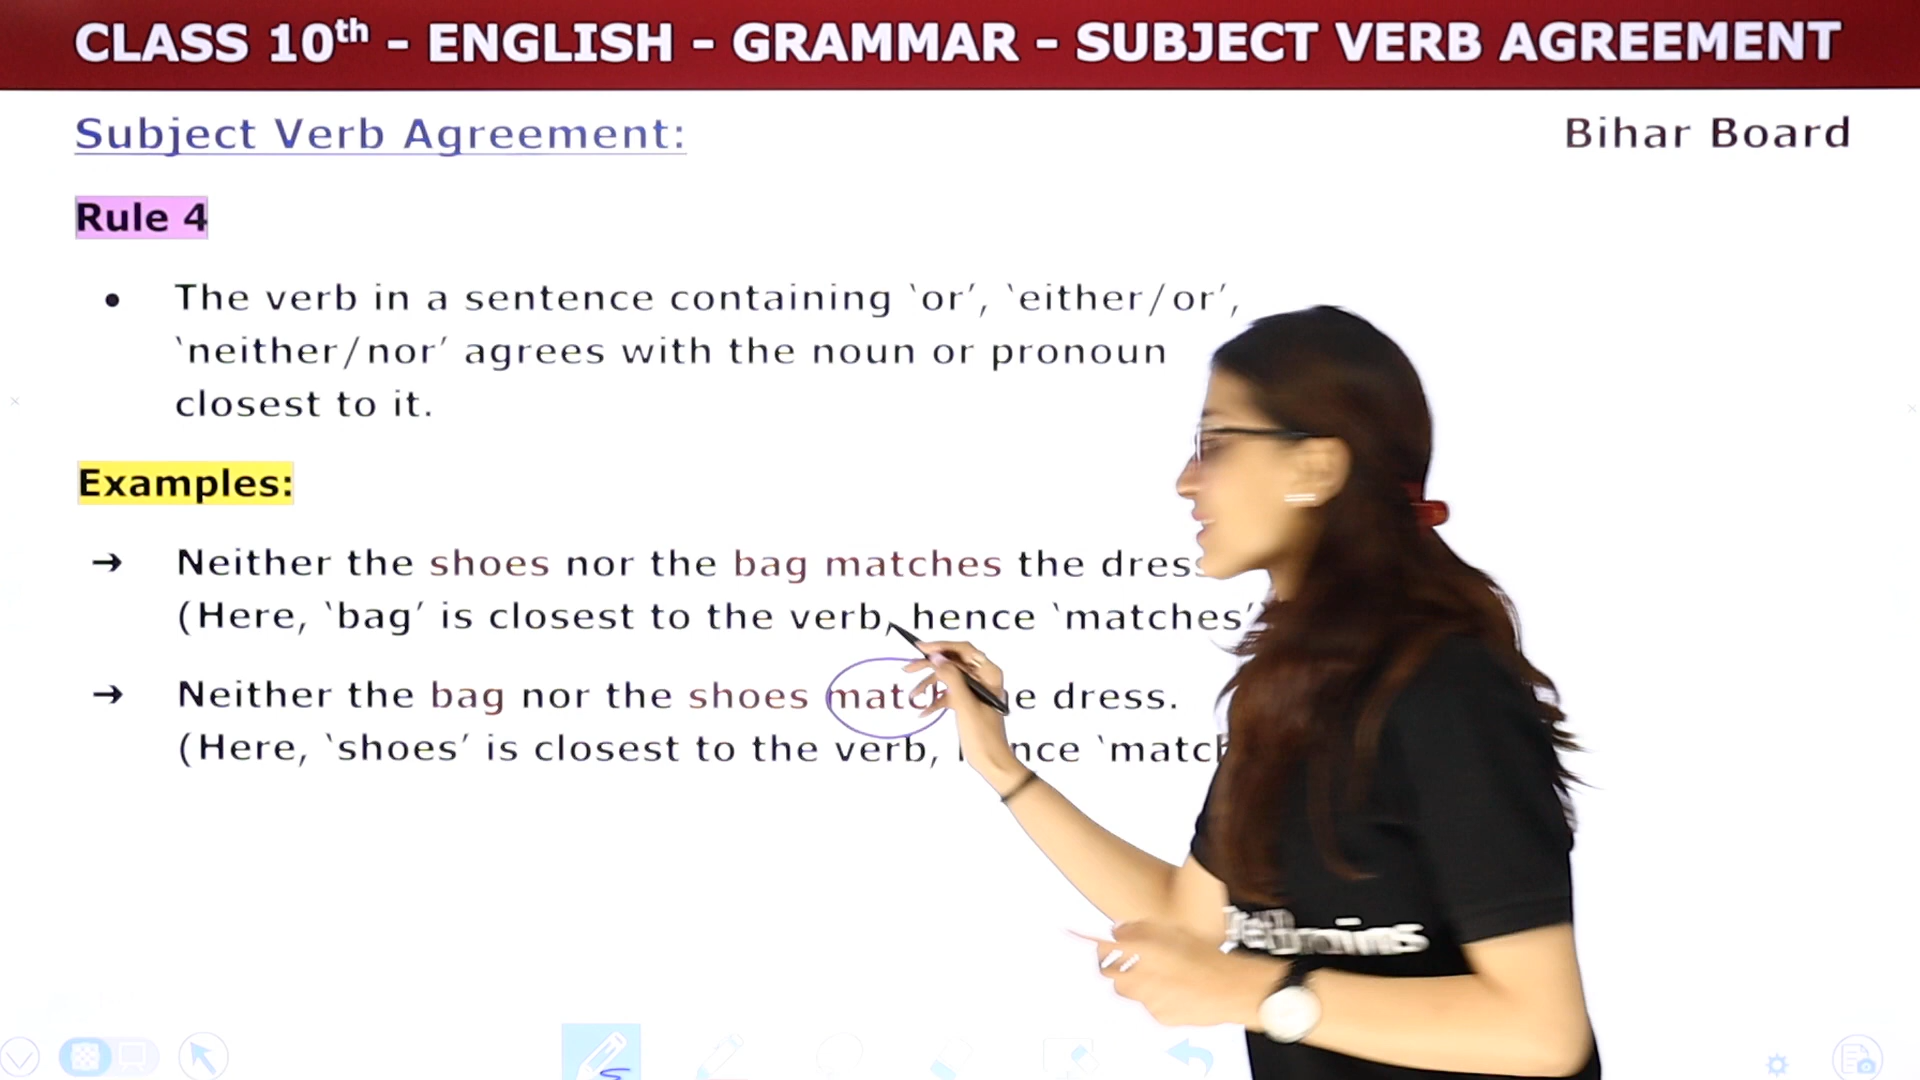 CLASS 10th - ENGLISH - GRAMMAR - SUBJECT VERB AGREEMENT
Subject Verb Agreement:
Bihar Board
Rule 4
• The verb in a sentence containing ‘or’, ‘either/or’,
‘neither/nor’ agrees with the noun or pronoun
closest to it.
Examples:
➔ Neither the shoes nor the bag matches the dress
(Here, ‘bag’ is closest to the verb, hence ‘matches’
➔ Neither the bag nor the shoes match dress.
(Here, ‘shoes’ is closest to the verb,